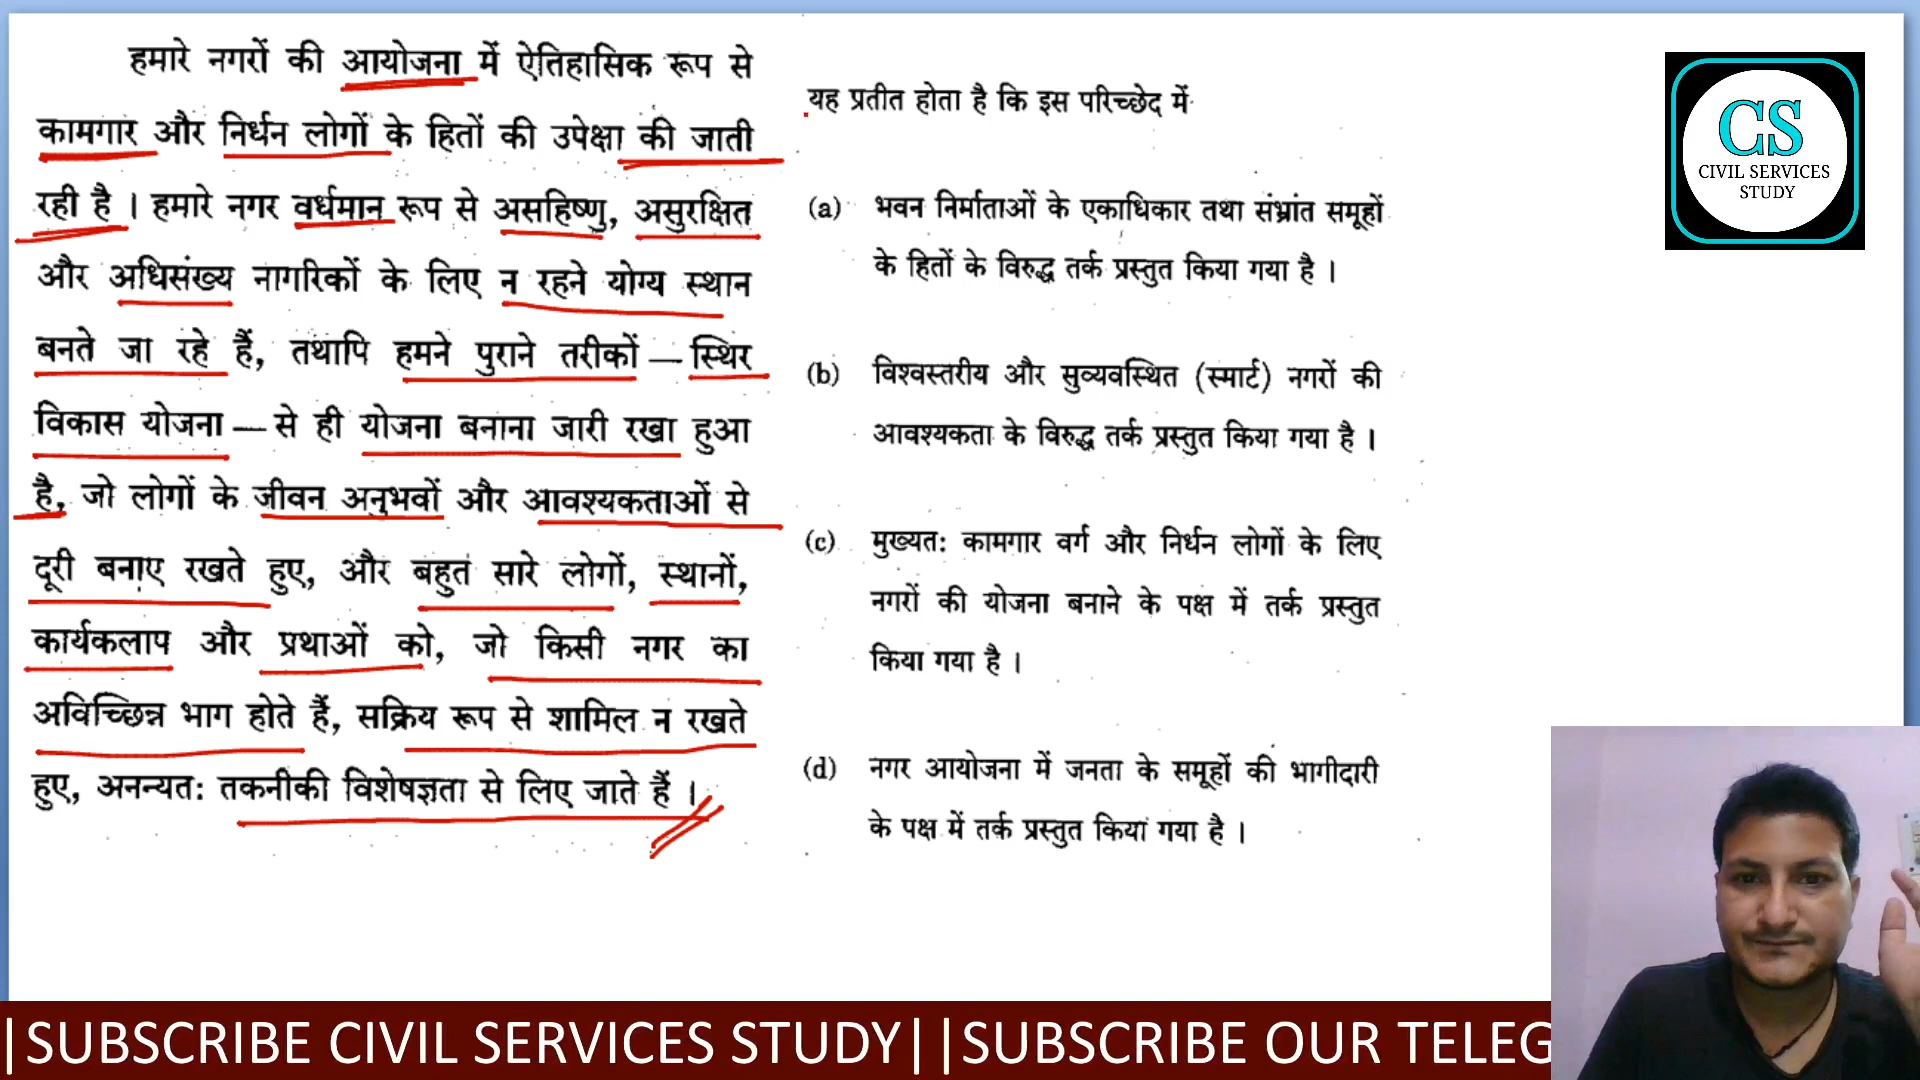 हमारे नगरों की आयोजना में ऐतिहासिक रूप से
कामगार और निर्धन लोगों के हितों की उपेक्षा की जाती
रही है । हमारे नगर वर्धमान रूप से असहिष्णु, असुरक्षित
और अधिसंख्य नागरिकों के लिए न रहने योग्य स्थान
बनते जा रहे हैं, तथापि हमने पुराने तरीकों — स्थिर
विकास योजना — से ही योजना बनाना जारी रखा हुआ
है, जो लोगों के जीवन अनुभवों और आवश्यकताओं से
दूरी बनाए रखते हुए, और बहुत सारे लोगों, स्थानों,
कार्यकलाप और प्रथाओं को, जो किसी नगर का
अविच्छिन्न भाग होते हैं, सक्रिय रूप से शामिल न रखते
हुए, अनन्यत: तकनीकी विशेषज्ञता से लिए जाते हैं ।
यह प्रतीत होता है कि इस परिच्छेद में
(a) भवन निर्माताओं के एकाधिकार तथा संभ्रांत समूहों
के हितों के विरुद्ध तर्क प्रस्तुत किया गया है ।
(b) विश्वस्तरीय और सुव्यवस्थित (स्मार्ट) नगरों की
आवश्यकता के विरुद्ध तर्क प्रस्तुत किया गया है ।
(c) मुख्यत: कामगार वर्ग और निर्धन लोगों के लिए
नगरों की योजना बनाने के पक्ष में तर्क प्रस्तुत
किया गया है ।
(d) नगर आयोजना में जनता के समूहों की भागीदारी
के पक्ष में तर्क प्रस्तुत किया गया है ।
CS
CIVIL SERVICES
STUDY
|SUBSCRIBE CIVIL SERVICES STUDY| |SUBSCRIBE OUR TELEG